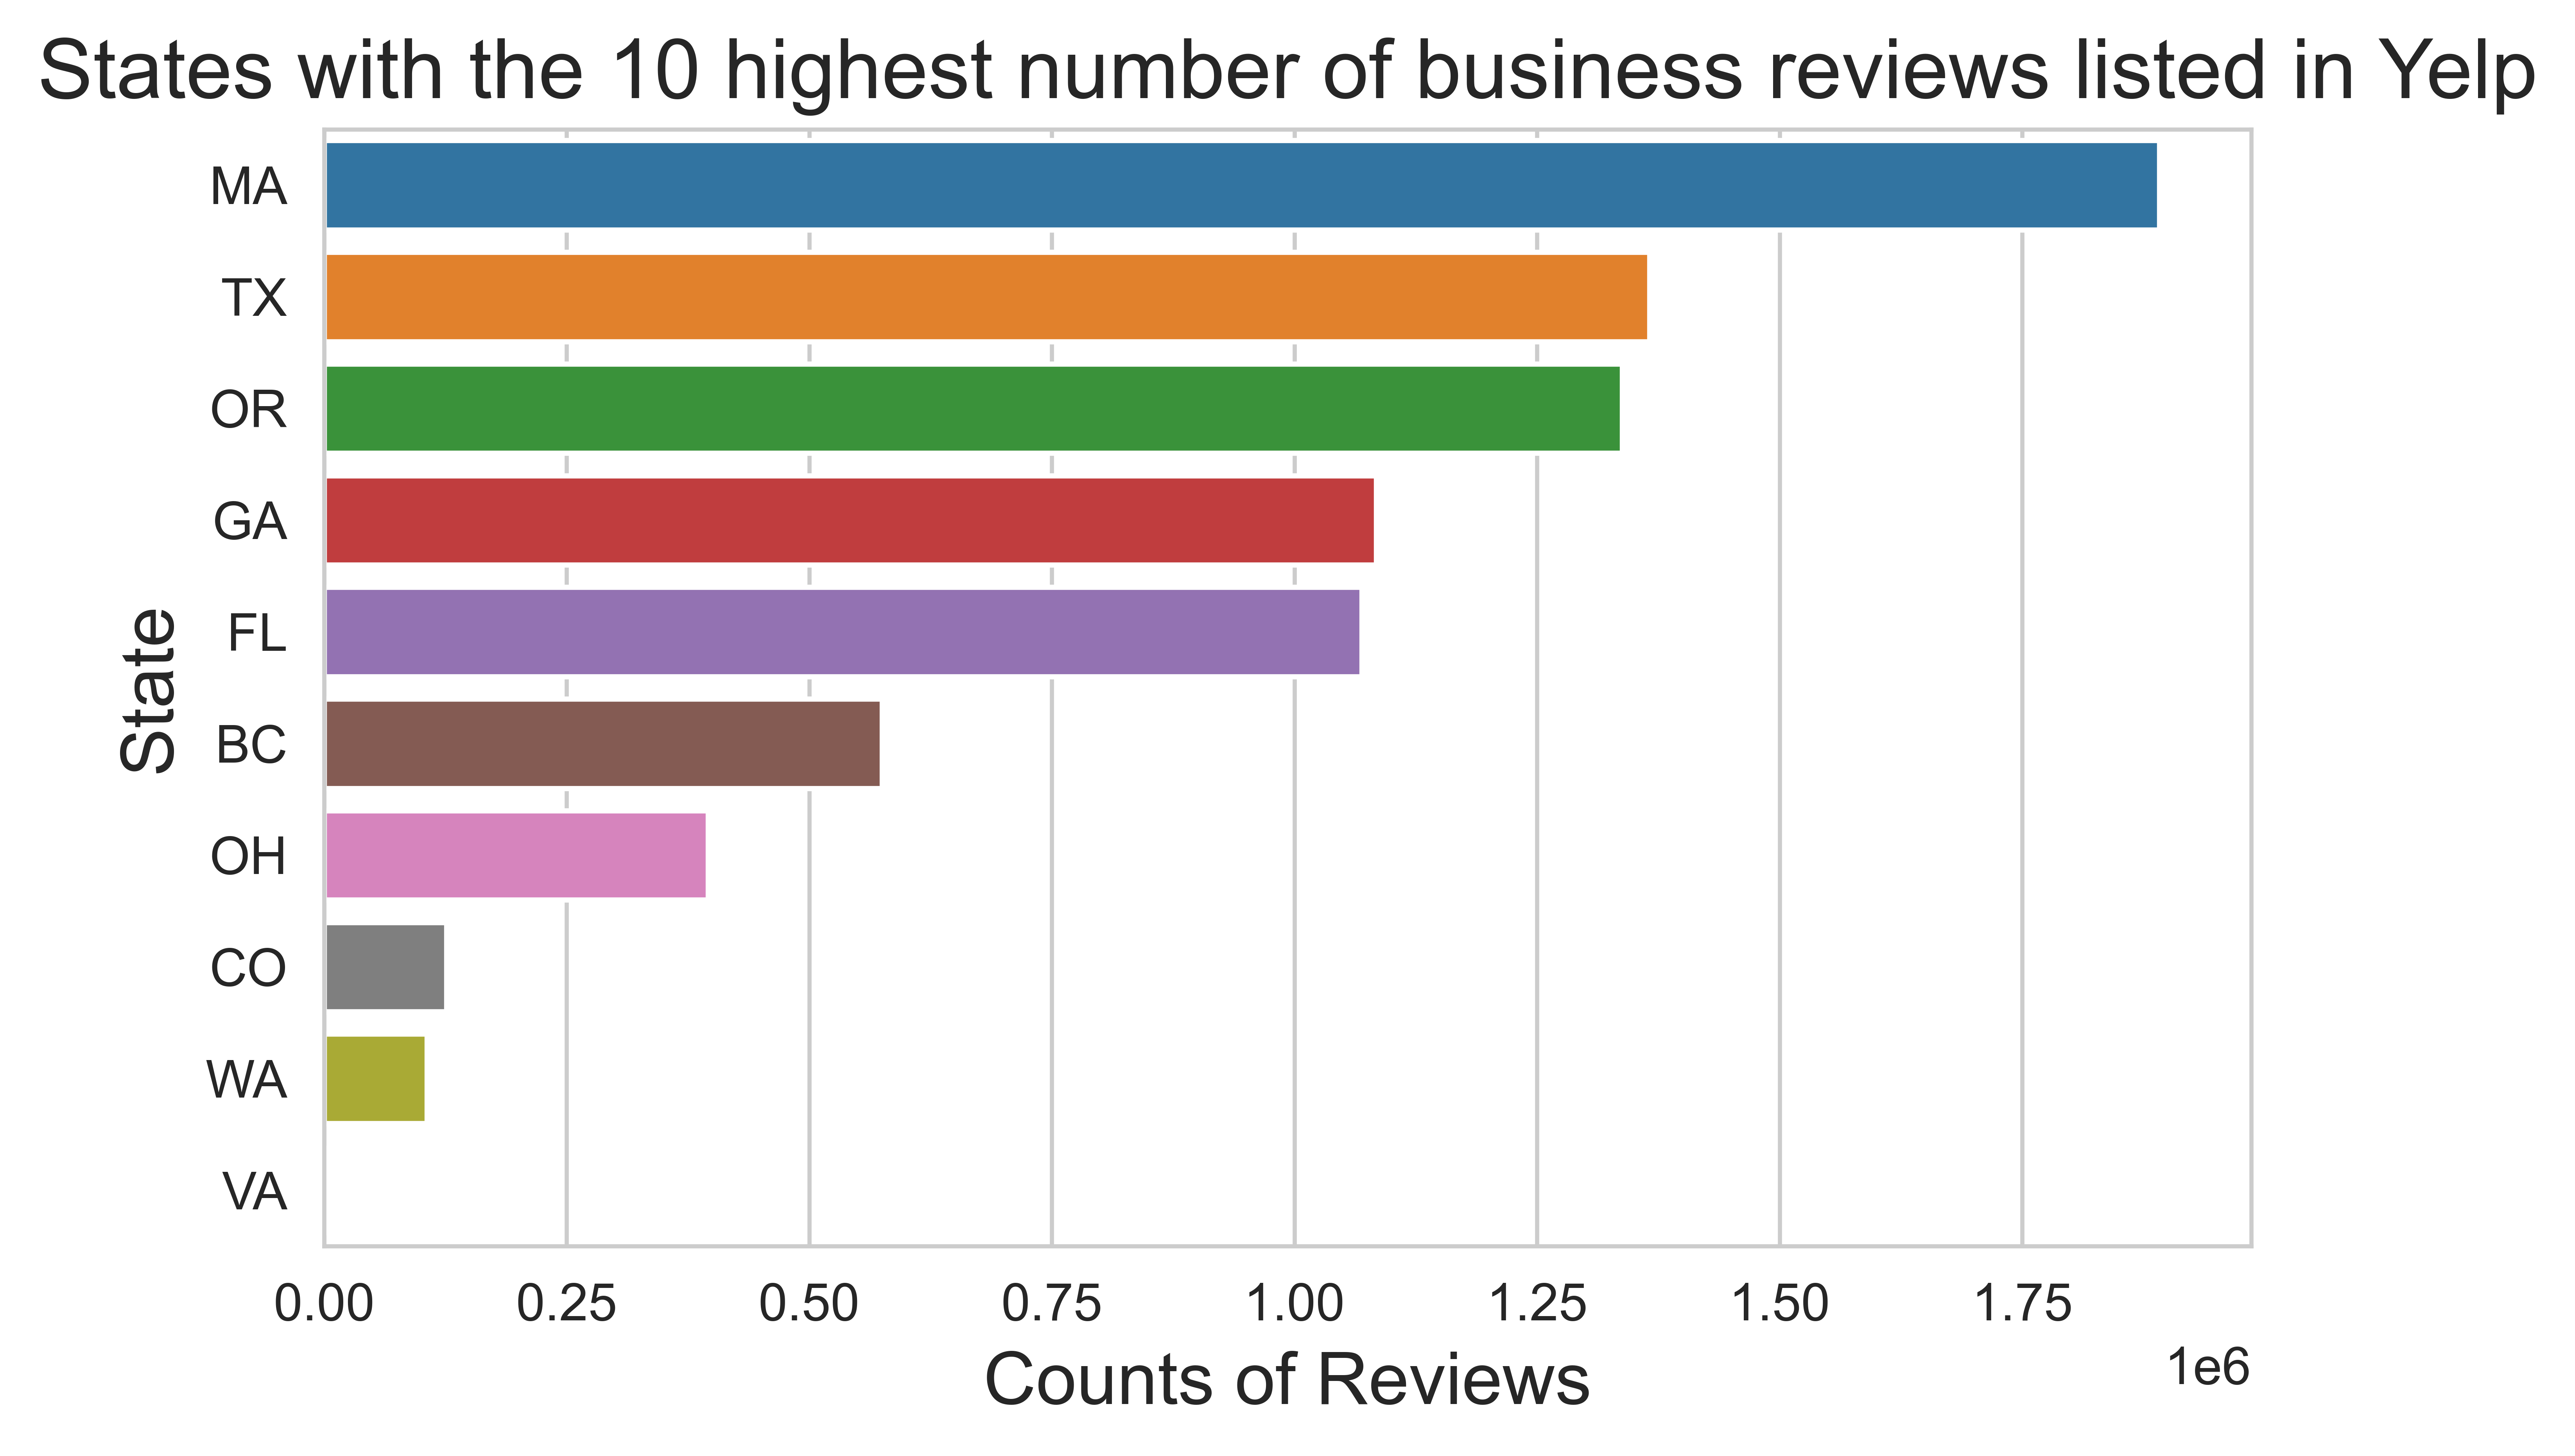 States with the 10 highest number of business reviews listed in Yelp
MA
TX
OR
GA
FL
BC
OH
CO
WA
VA
State
0.00 0.25 0.50 0.75 1.00 1.25 1.50 1.75
1e6
Counts of Reviews